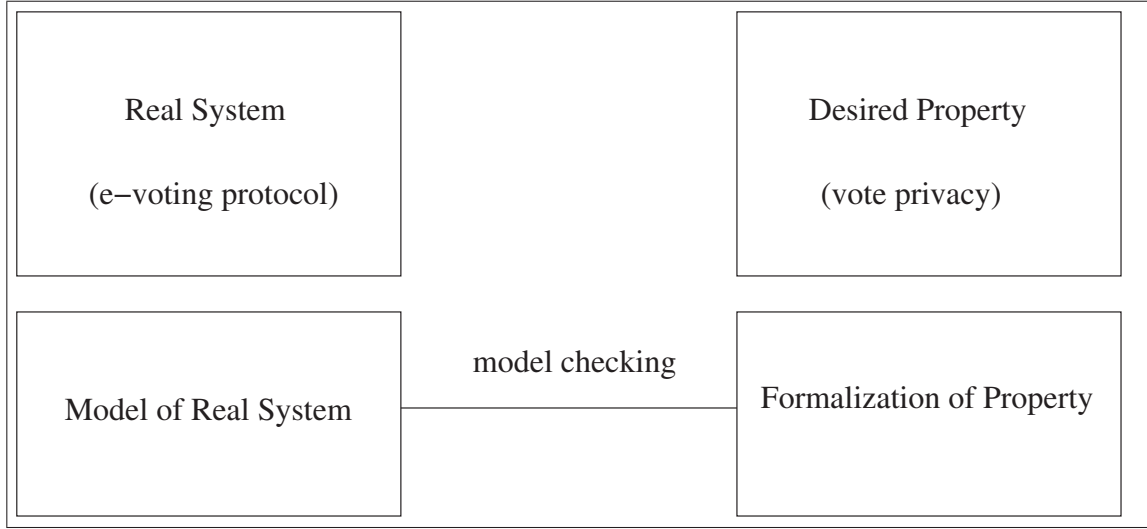 Real System
(e−voting protocol)
Desired Property
(vote privacy)
model checking
Model of Real System
Formalization of Property